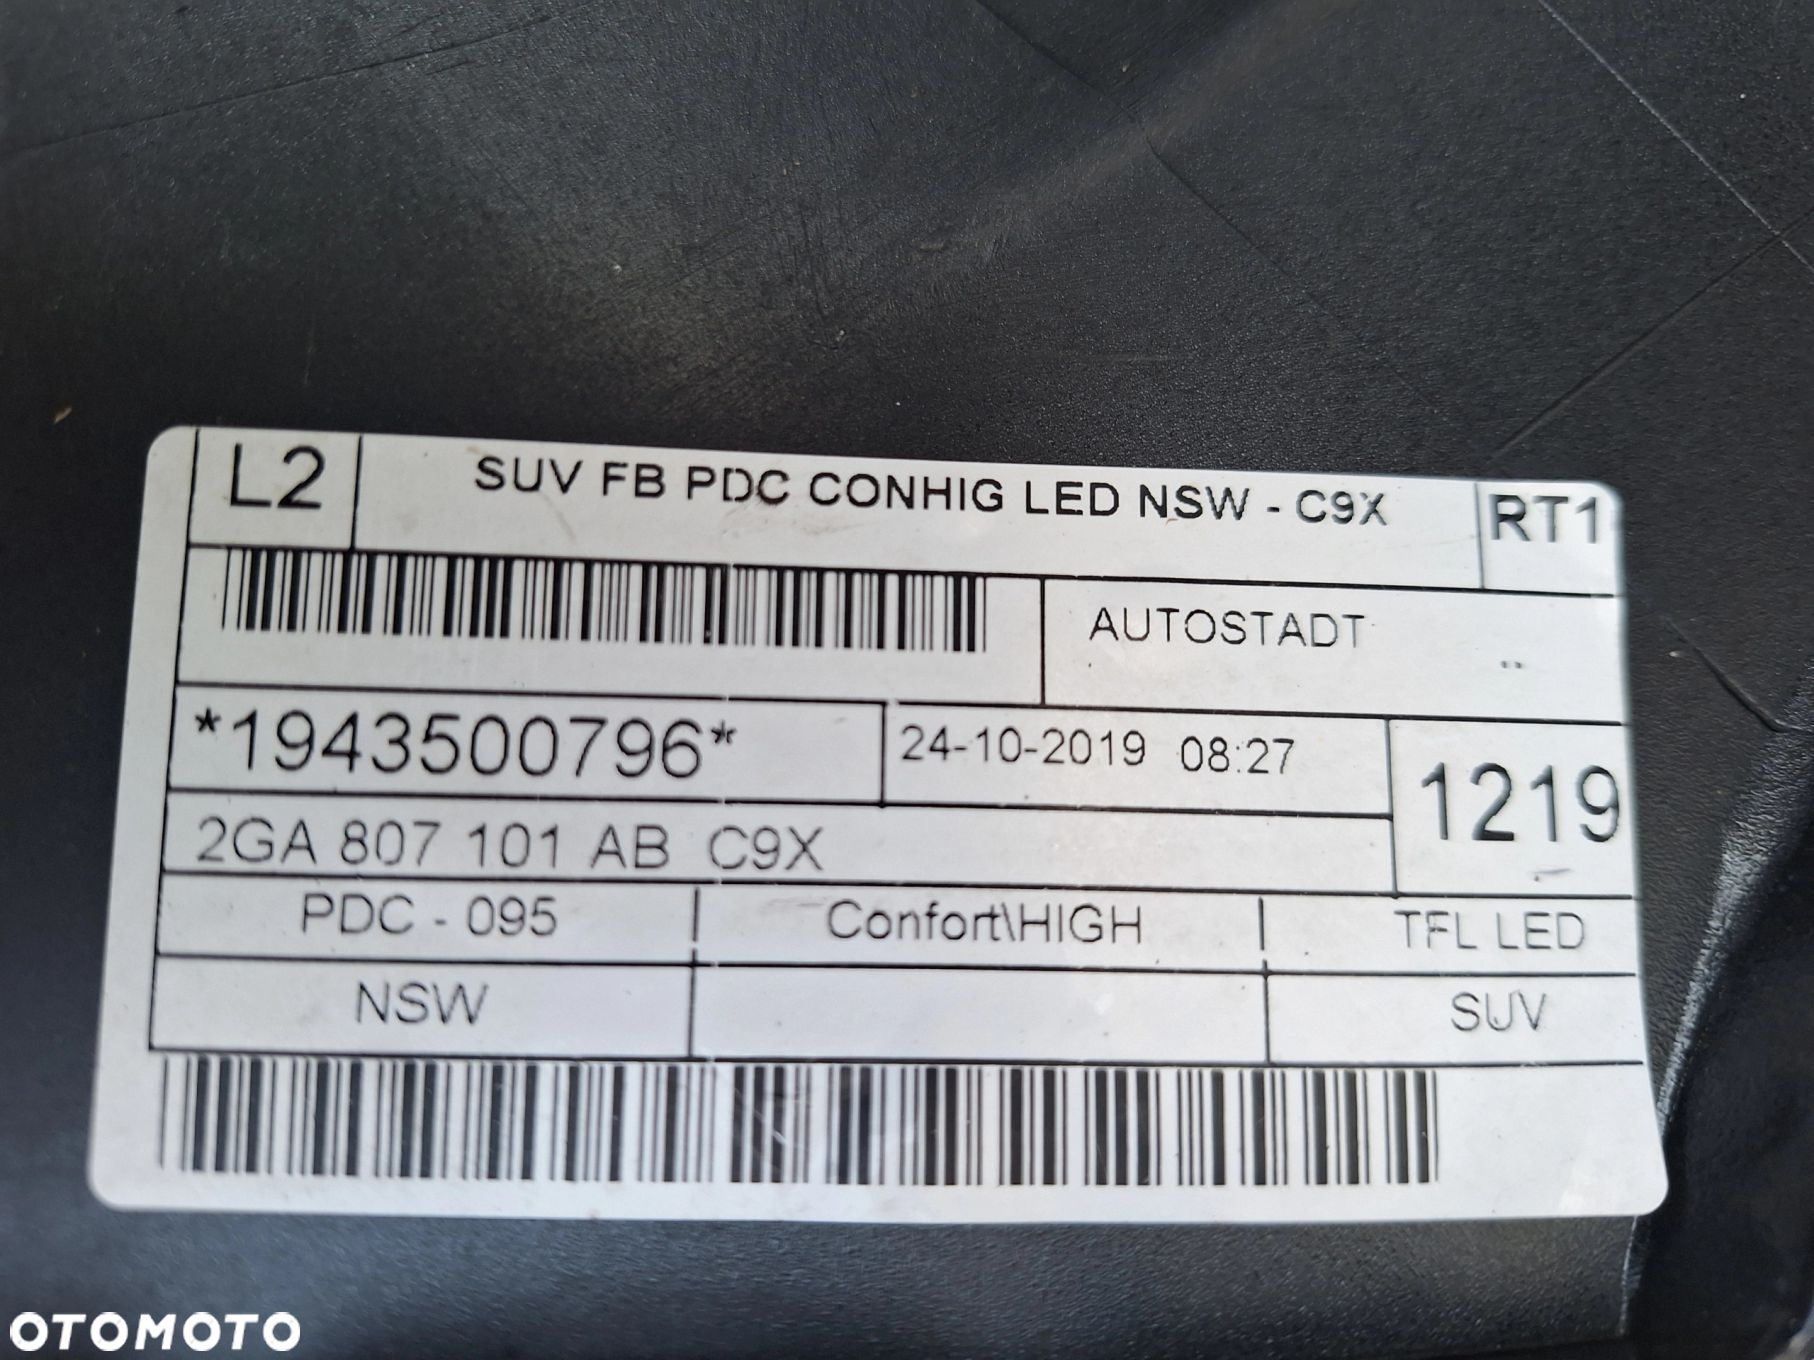 L2
SUV FB PDC CONHIG LED NSW - C9X
RT1
AUTOSTADT
*1943500796*
24-10-2019 08:27
1219
2GA 807 101 AB C9X
PDC - 095 | Confort\HIGH | TFL LED
NSW
SUV
OTOMOTO